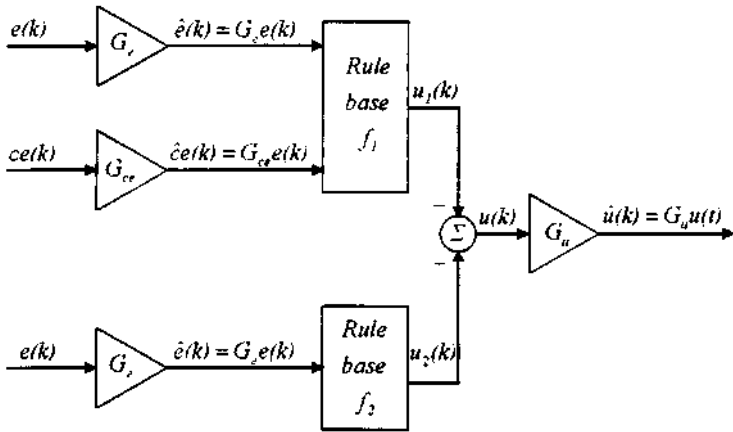 e(k)
G_e
ê(k) = G_e e(k)
Rule
base
f_1
u_1(k)
ce(k)
G_ce
ĉe(k) = G_ce e(k)
−
Σ
−
u(k)
G_u
û(k) = G_u u(t)
e(k)
G_e
ê(k) = G_e e(k)
Rule
base
f_2
u_2(k)